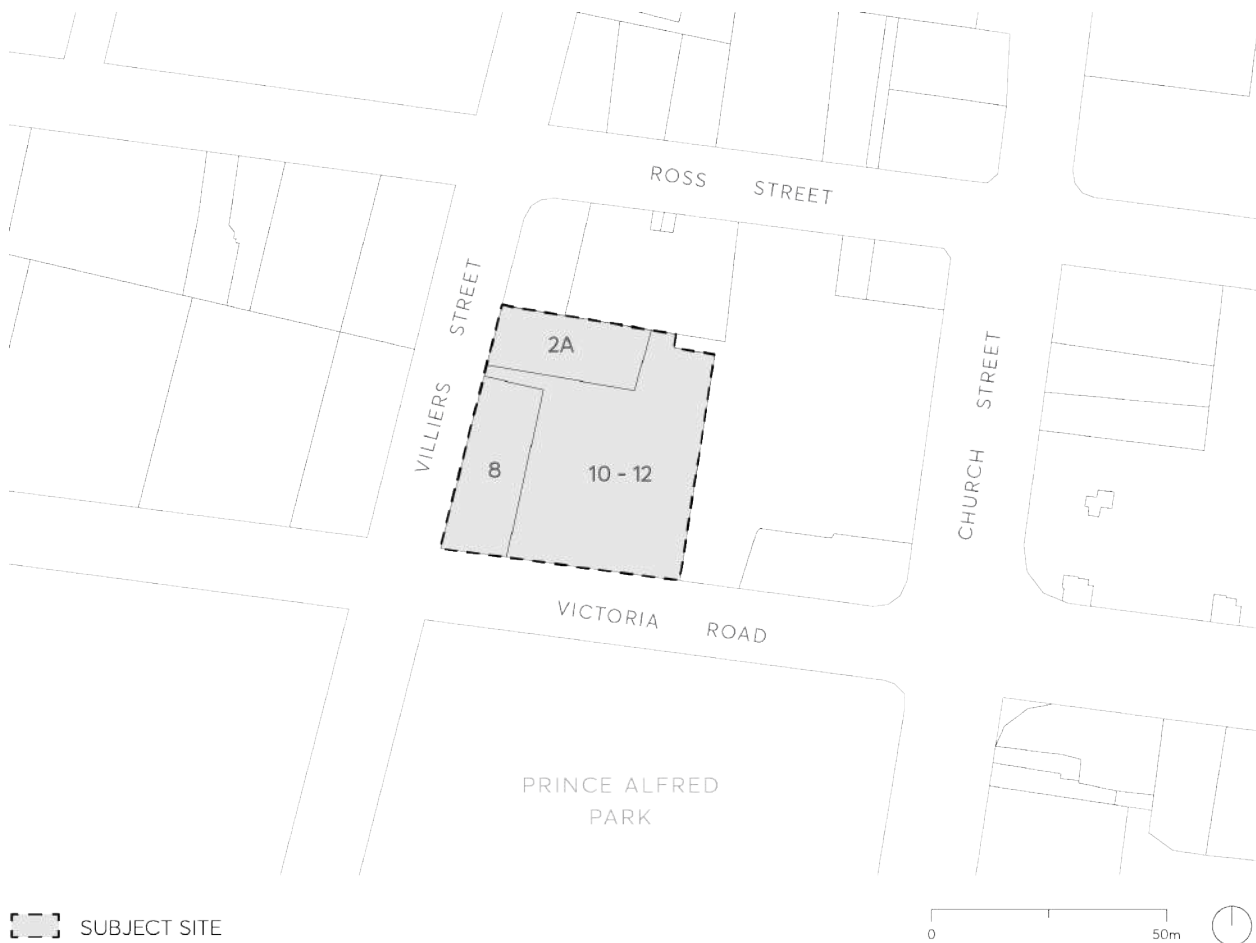 ROSS STREET
VILLIERS STREET
2A
8
10 - 12
CHURCH STREET
VICTORIA ROAD
PRINCE ALFRED
PARK
SUBJECT SITE
0 50m